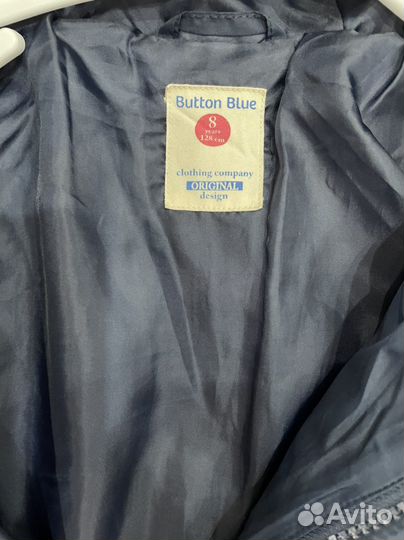 Button Blue
8
years
128 cm
clothing company
ORIGINAL
design
Avito